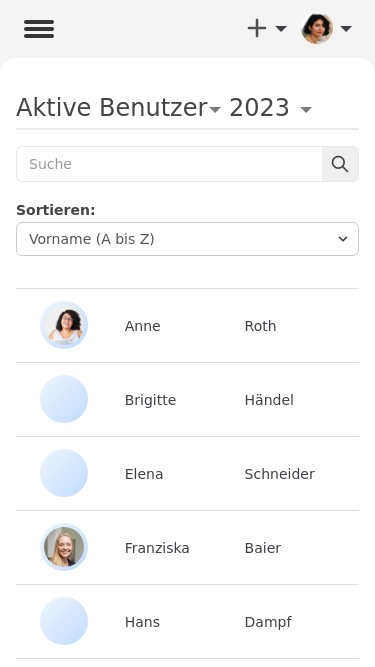 Aktive Benutzer 2023
Suche
Sortieren:
Vorname (A bis Z)
Anne Roth
Brigitte Händel
Elena Schneider
Franziska Baier
Hans Dampf